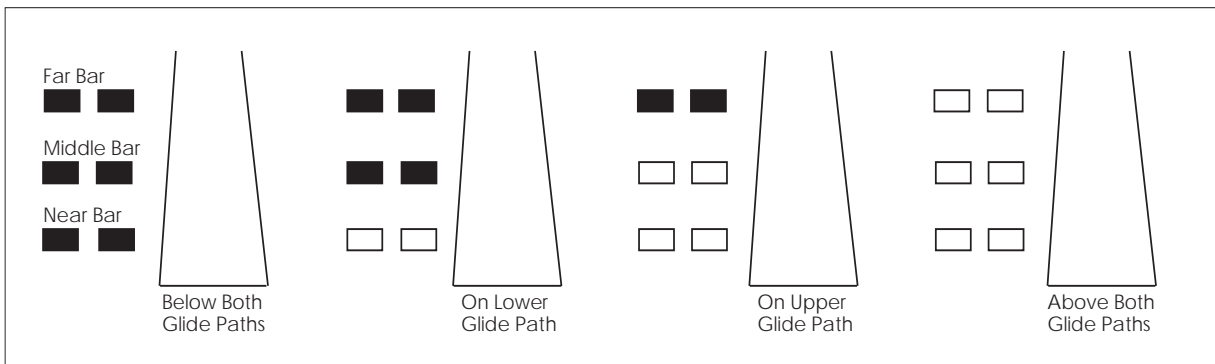 Far Bar
Middle Bar
Near Bar
Below Both
Glide Paths
On Lower
Glide Path
On Upper
Glide Path
Above Both
Glide Paths